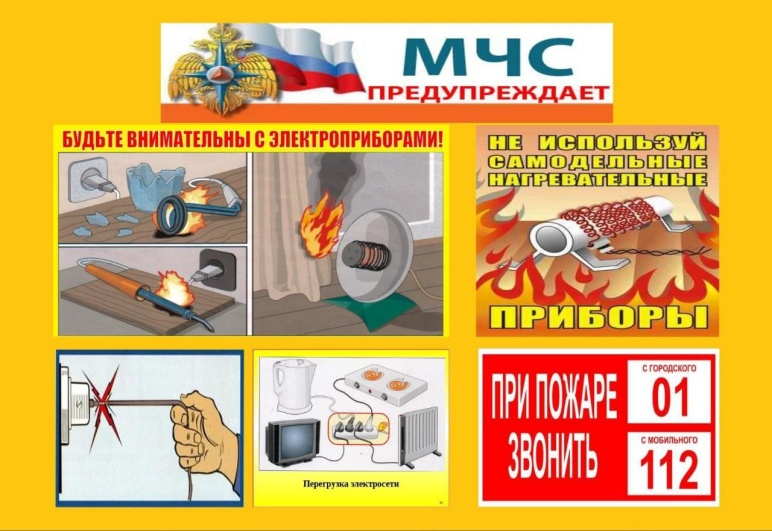 МЧС
ПРЕДУПРЕЖДАЕТ
БУДЬТЕ ВНИМАТЕЛЬНЫ С ЭЛЕКТРОПРИБОРАМИ!
НЕ ИСПОЛЬЗУЙ
САМОДЕЛЬНЫЕ
НАГРЕВАТЕЛЬНЫЕ
ПРИБОРЫ
Перегрузка электросети
ПРИ ПОЖАРЕ
ЗВОНИТЬ
С ГОРОДСКОГО
01
С МОБИЛЬНОГО
112